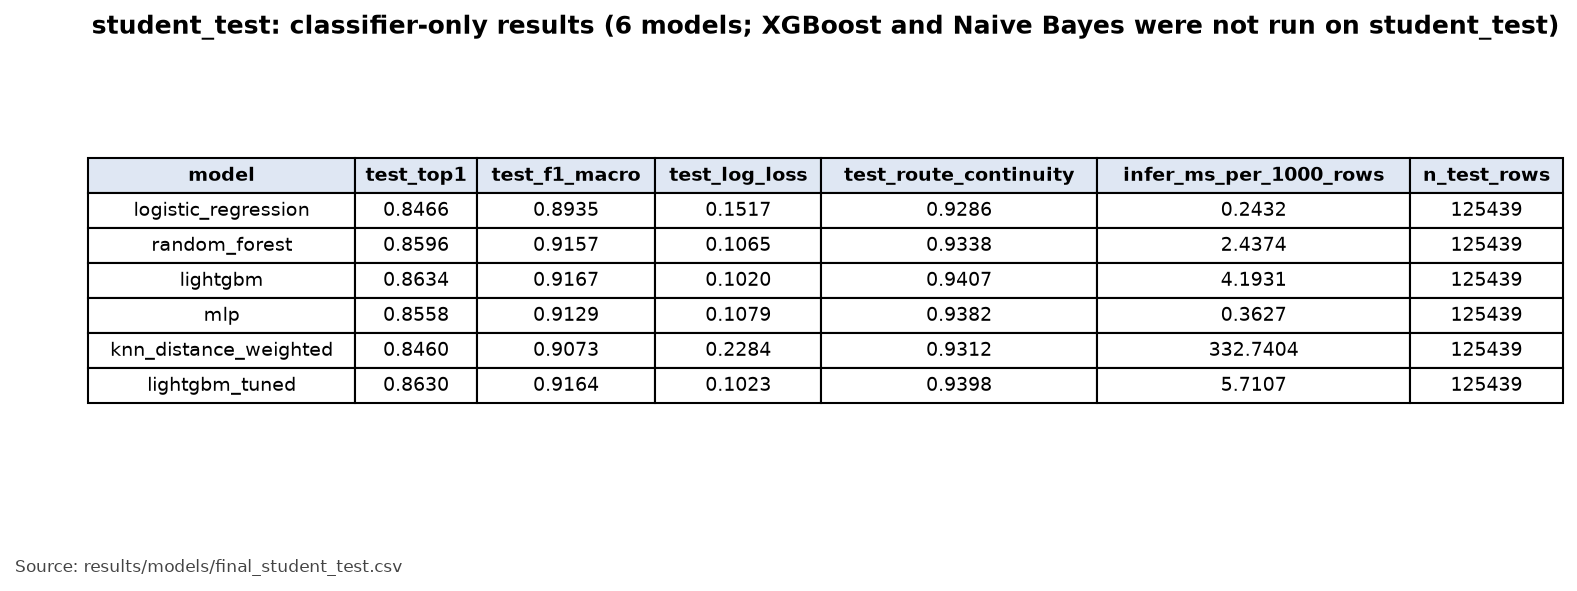 student_test: classifier-only results (6 models; XGBoost and Naive Bayes were not run on student_test)
model test_top1 test_f1_macro test_log_loss test_route_continuity infer_ms_per_1000_rows n_test_rows
logistic_regression 0.8466 0.8935 0.1517 0.9286 0.2432 125439
random_forest 0.8596 0.9157 0.1065 0.9338 2.4374 125439
lightgbm 0.8634 0.9167 0.1020 0.9407 4.1931 125439
mlp 0.8558 0.9129 0.1079 0.9382 0.3627 125439
knn_distance_weighted 0.8460 0.9073 0.2284 0.9312 332.7404 125439
lightgbm_tuned 0.8630 0.9164 0.1023 0.9398 5.7107 125439
Source: results/models/final_student_test.csv